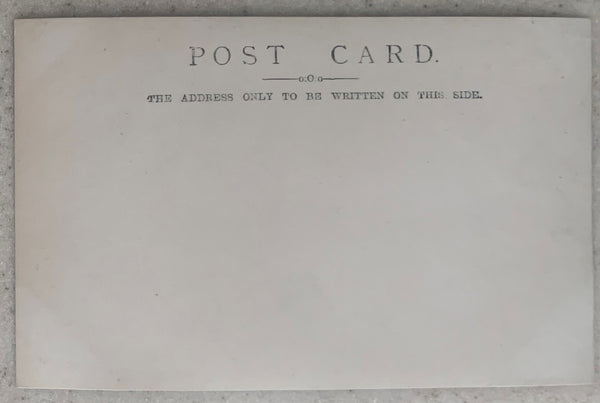 POST CARD.
THE ADDRESS ONLY TO BE WRITTEN ON THIS SIDE.